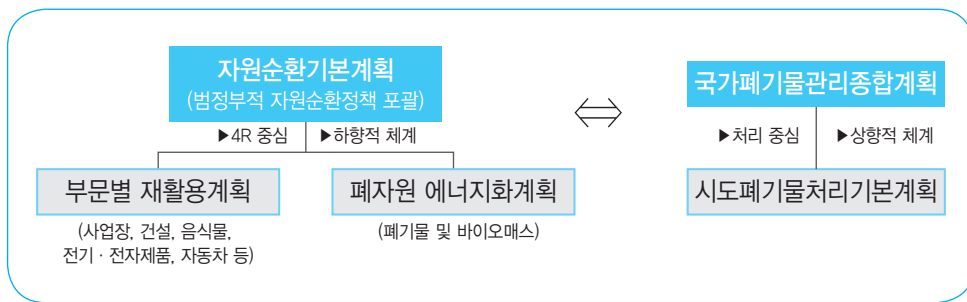 자원순환기본계획
(범정부적 자원순환정책 포괄)
▶4R 중심 ▶하향적 체계
부문별 재활용계획
(사업장, 건설, 음식물,
전기·전자제품, 자동차 등)
폐자원 에너지화계획
(폐기물 및 바이오매스)
⇔
국가폐기물관리종합계획
▶처리 중심 ▶상향적 체계
시도폐기물처리기본계획